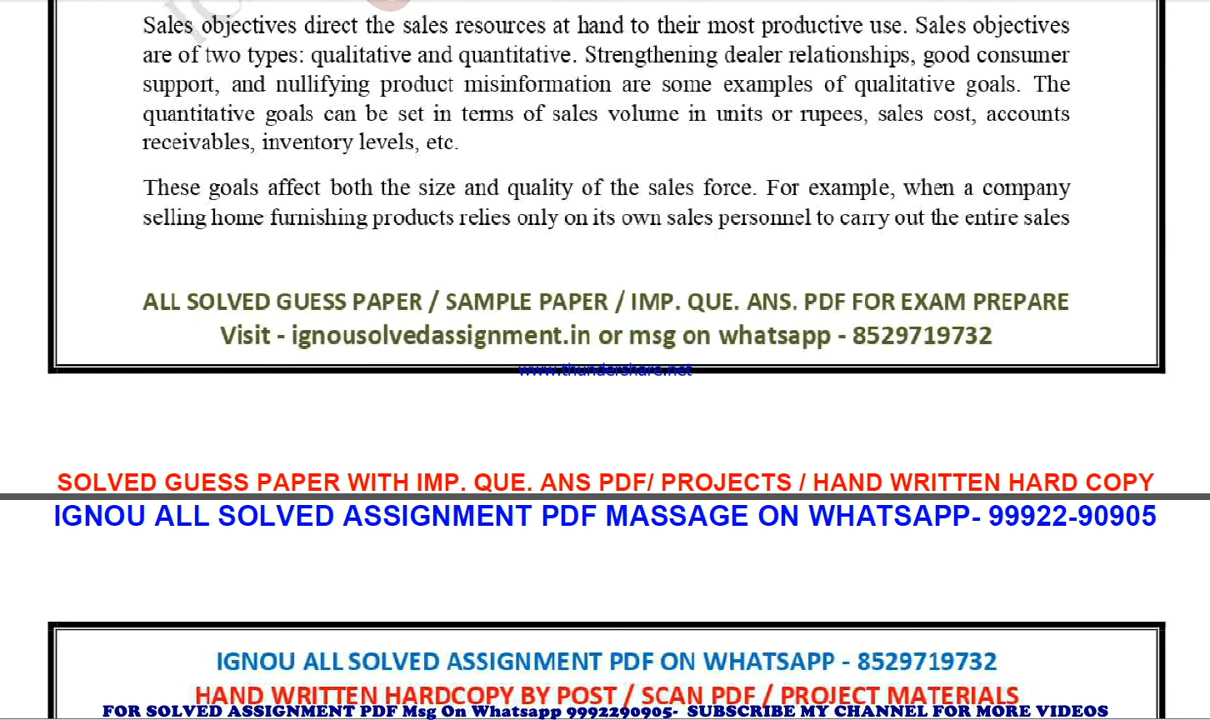 Sales objectives direct the sales resources at hand to their most productive use. Sales objectives
are of two types: qualitative and quantitative. Strengthening dealer relationships, good consumer
support, and nullifying product misinformation are some examples of qualitative goals. The
quantitative goals can be set in terms of sales volume in units or rupees, sales cost, accounts
receivables, inventory levels, etc.
These goals affect both the size and quality of the sales force. For example, when a company
selling home furnishing products relies only on its own sales personnel to carry out the entire sales
ALL SOLVED GUESS PAPER / SAMPLE PAPER / IMP. QUE. ANS. PDF FOR EXAM PREPARE
Visit - ignousolvedassignment.in or msg on whatsapp - 8529719732
www.thundershare.net
SOLVED GUESS PAPER WITH IMP. QUE. ANS PDF/ PROJECTS / HAND WRITTEN HARD COPY
IGNOU ALL SOLVED ASSIGNMENT PDF MASSAGE ON WHATSAPP- 99922-90905
IGNOU ALL SOLVED ASSIGNMENT PDF ON WHATSAPP - 8529719732
HAND WRITTEN HARDCOPY BY POST / SCAN PDF / PROJECT MATERIALS
FOR SOLVED ASSIGNMENT PDF Msg On Whatsapp 9992290905- SUBSCRIBE MY CHANNEL FOR MORE VIDEOS